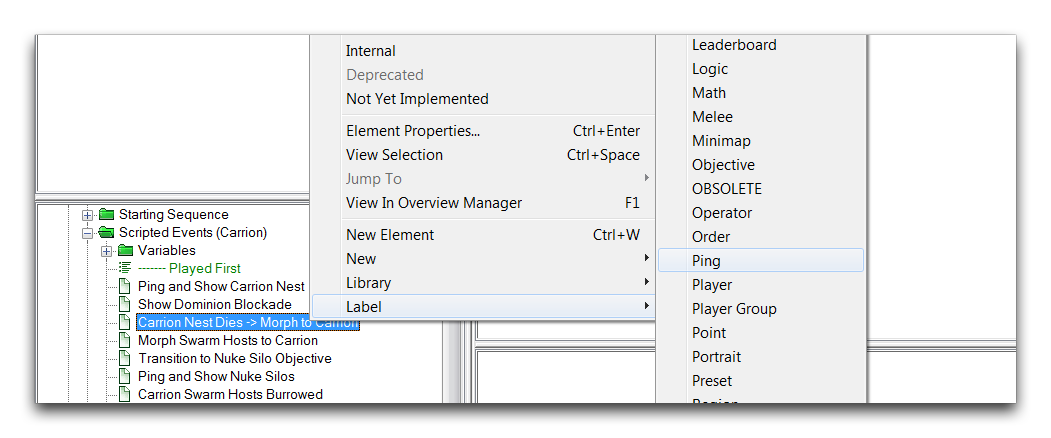 Internal
Deprecated
Not Yet Implemented
Element Properties... Ctrl+Enter
View Selection Ctrl+Space
Jump To
View In Overview Manager F1
New Element Ctrl+W
New
Library
Label
Leaderboard
Logic
Math
Melee
Minimap
Objective
OBSOLETE
Operator
Order
Ping
Player
Player Group
Point
Portrait
Preset
Region
Starting Sequence
Scripted Events (Carrion)
Variables
------- Played First
Ping and Show Carrion Nest
Show Dominion Blockade
Carrion Nest Dies -> Morph to Carrion
Morph Swarm Hosts to Carrion
Transition to Nuke Silo Objective
Ping and Show Nuke Silos
Carrion Swarm Hosts Burrowed